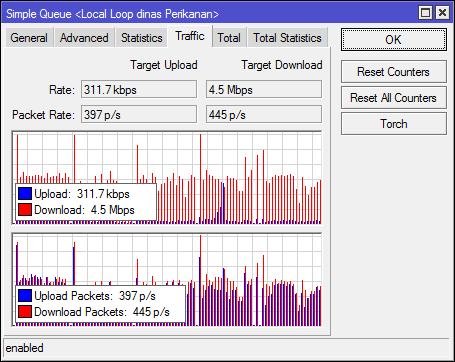 Simple Queue <Local Loop dinas Perikanan>
General Advanced Statistics Traffic Total Total Statistics
OK
Reset Counters
Reset All Counters
Torch
Target Upload Target Download
Rate: 311.7 kbps 4.5 Mbps
Packet Rate: 397 p/s 445 p/s
Upload: 311.7 kbps
Download: 4.5 Mbps
Upload Packets: 397 p/s
Download Packets: 445 p/s
enabled